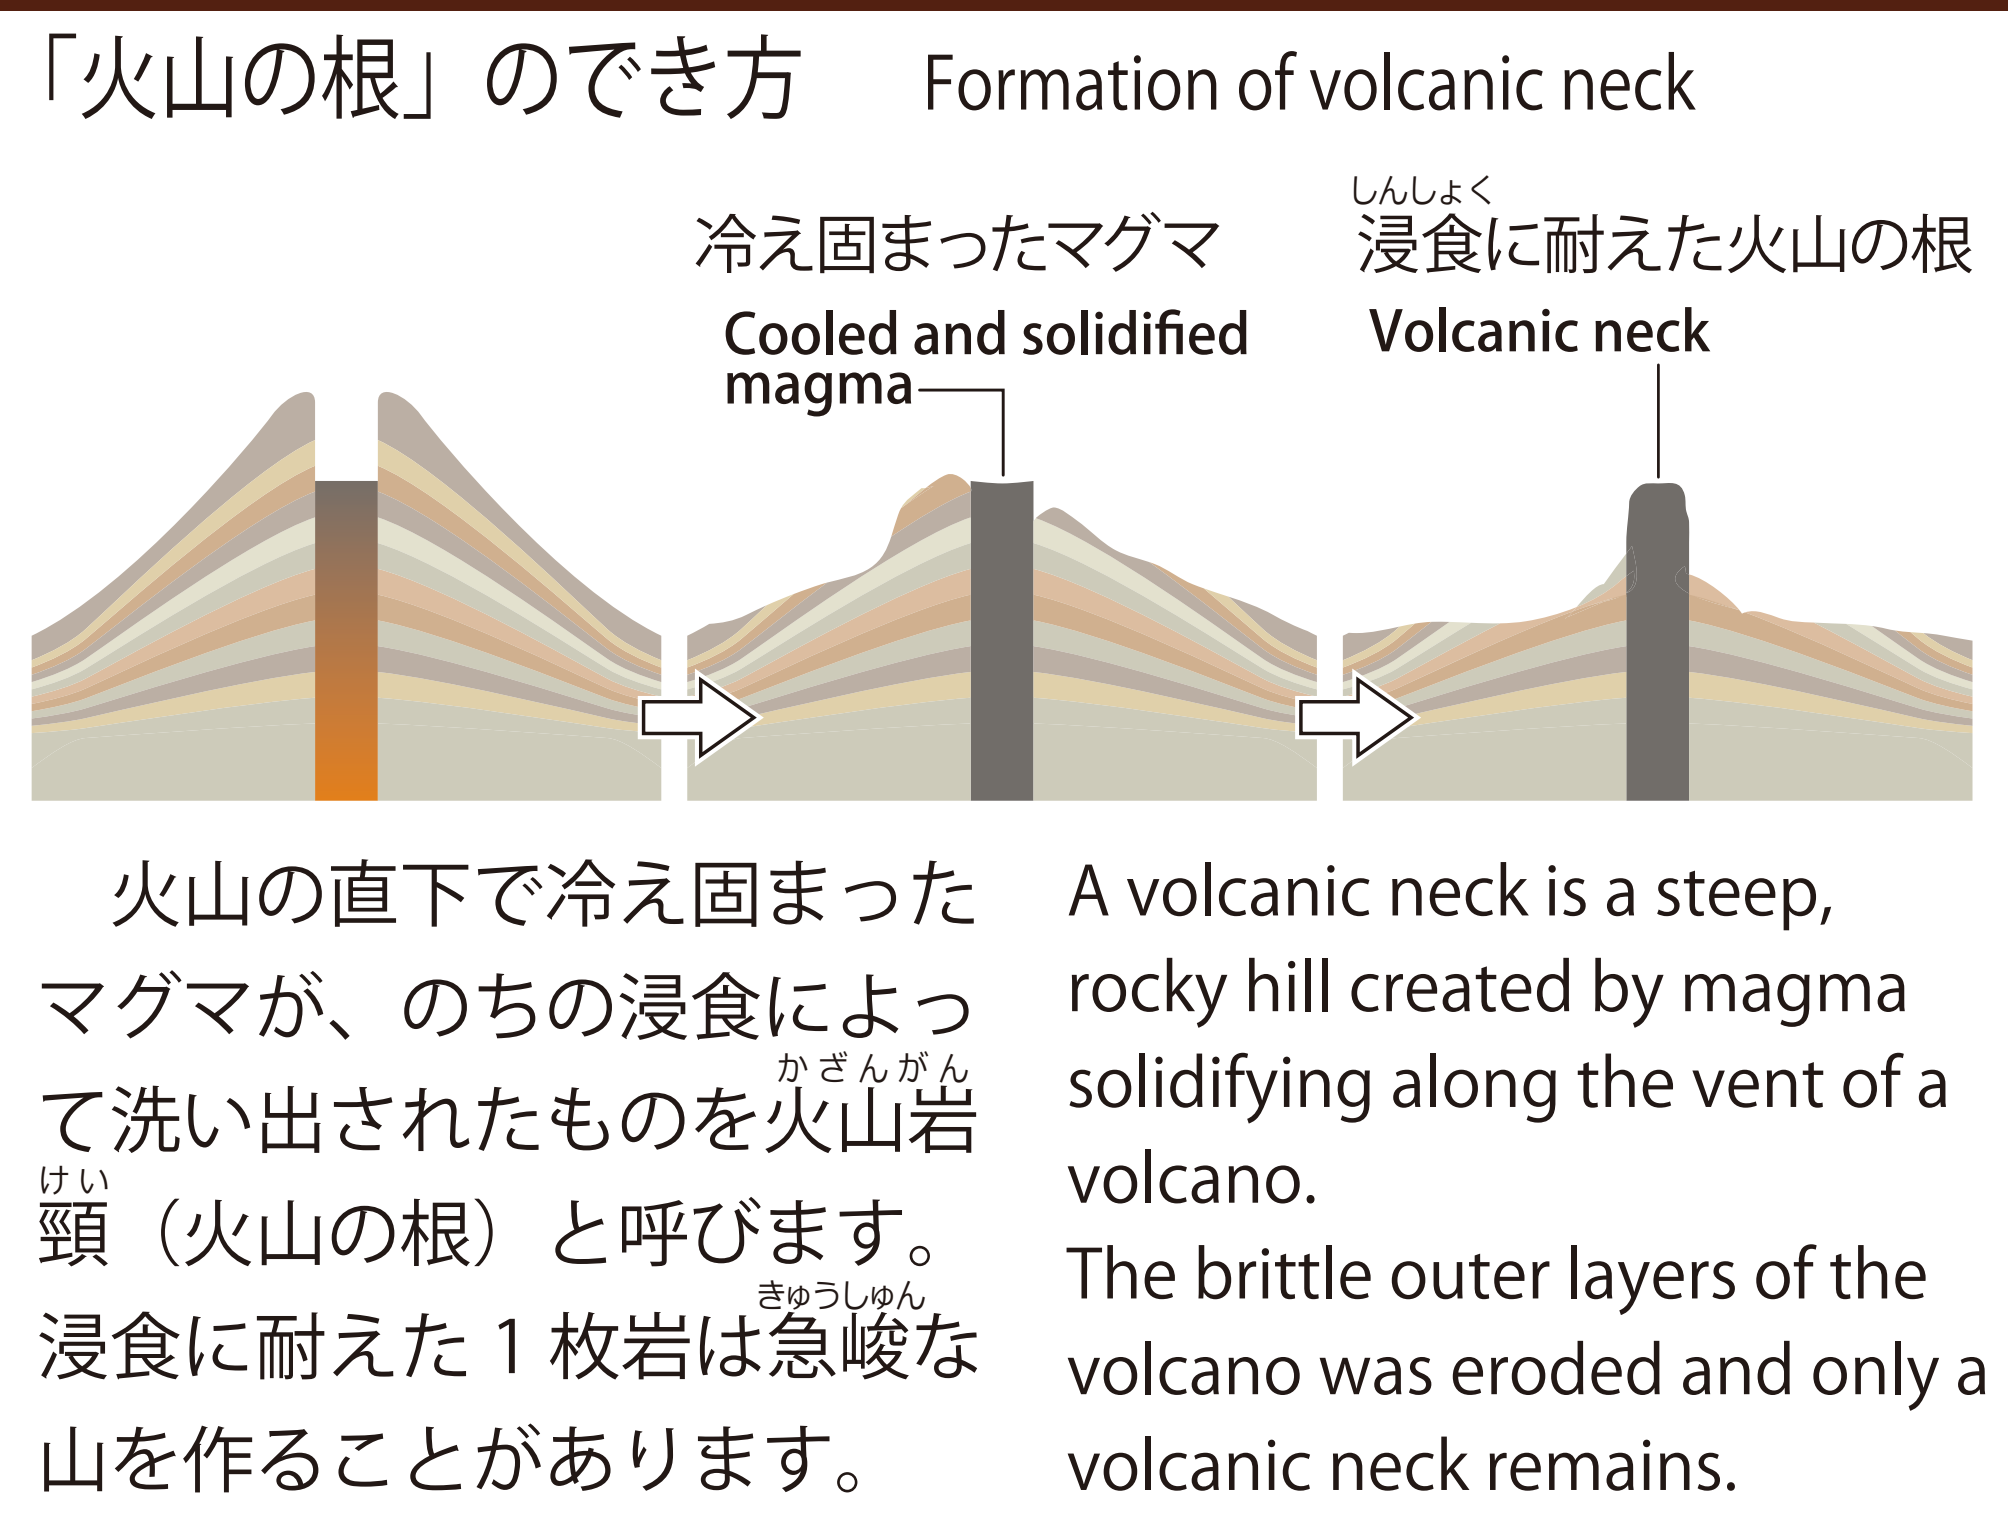 「火山の根」のでき方 Formation of volcanic neck
冷え固まったマグマ
Cooled and solidified
magma
しんしょく
浸食に耐えた火山の根
Volcanic neck
火山の直下で冷え固まった
マグマが、のちの浸食によっ
かざんがん
て洗い出されたものを火山岩
けい
頸（火山の根）と呼びます。
きゅうしゅん
浸食に耐えた１枚岩は急峻な
山を作ることがあります。
A volcanic neck is a steep,
rocky hill created by magma
solidifying along the vent of a
volcano.
The brittle outer layers of the
volcano was eroded and only a
volcanic neck remains.